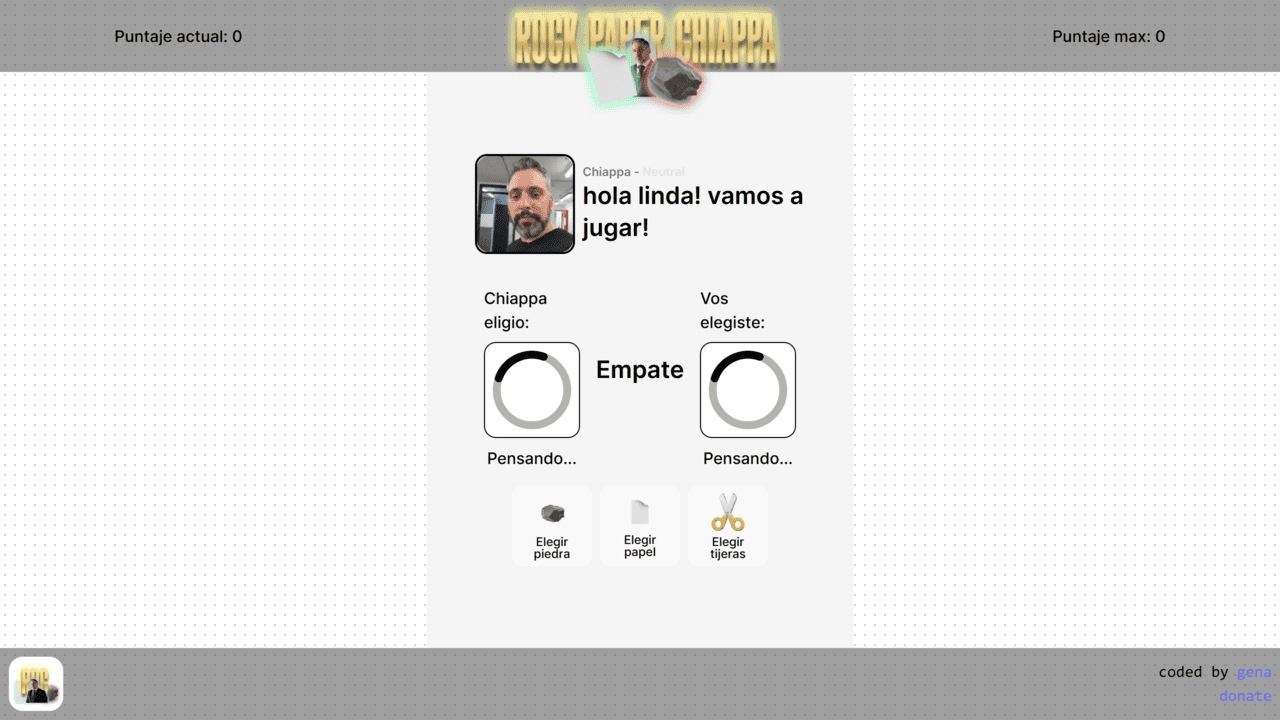 Puntaje actual: 0
ROCK PAPER CHIAPPA
Puntaje max: 0
Chiappa - Neutral
hola linda! vamos a
jugar!
Chiappa
eligio:
Vos
elegiste:
Empate
Pensando...
Pensando...
Elegir
piedra
Elegir
papel
Elegir
tijeras
coded by gena
donate